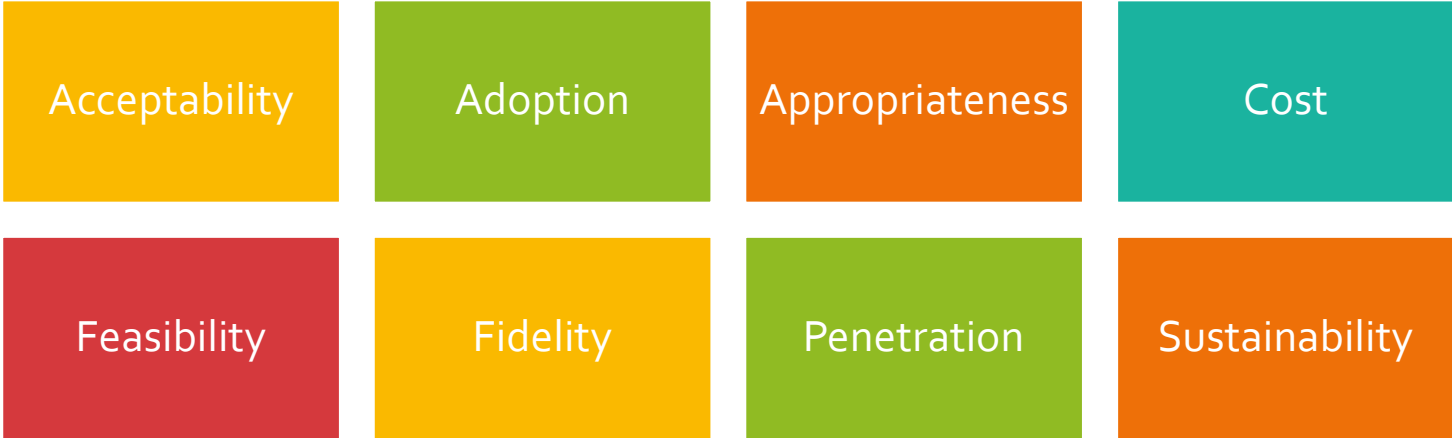 Acceptability
Adoption
Appropriateness
Cost
Feasibility
Fidelity
Penetration
Sustainability